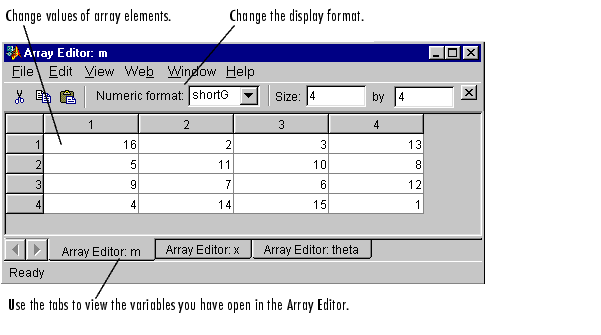 Change values of array elements. Change the display format.
Array Editor: m
File Edit View Web Window Help
Numeric format: shortG Size: 4 by 4
1 2 3 4
1 16 2 3 13
2 5 11 10 8
3 9 7 6 12
4 4 14 15 1
Array Editor: m Array Editor: x Array Editor: theta
Ready
Use the tabs to view the variables you have open in the Array Editor.